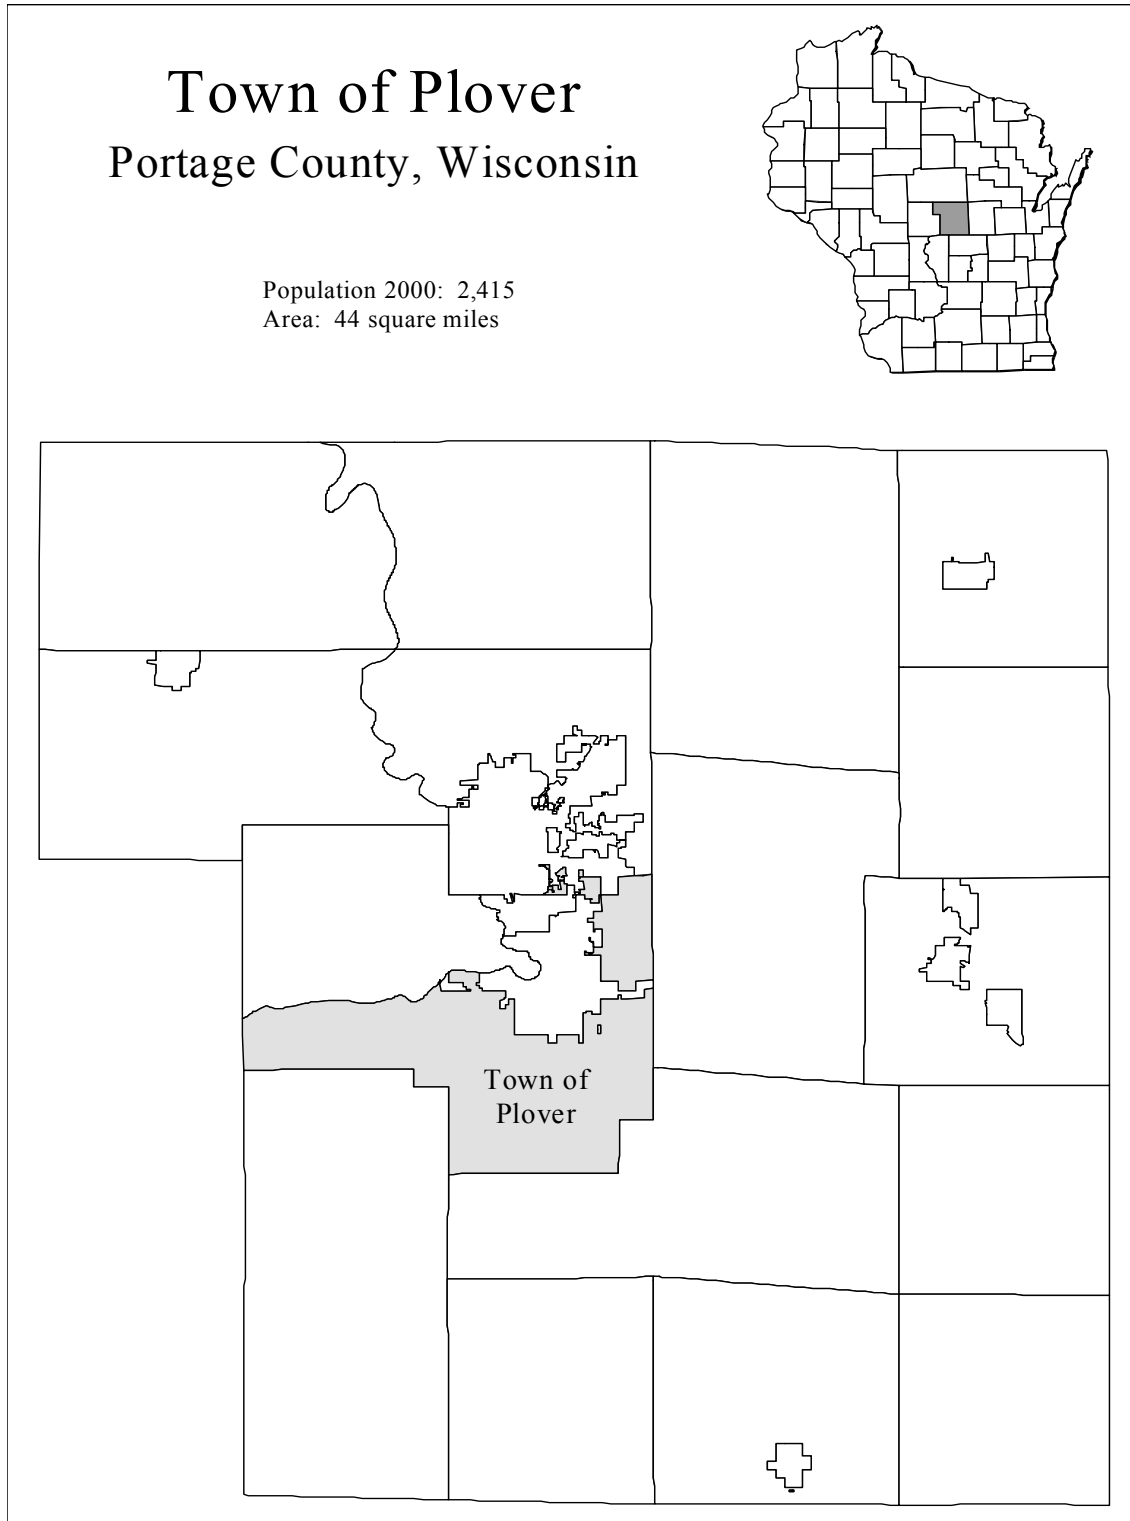 Town of Plover
Portage County, Wisconsin
Population 2000: 2,415
Area: 44 square miles
Town of
Plover